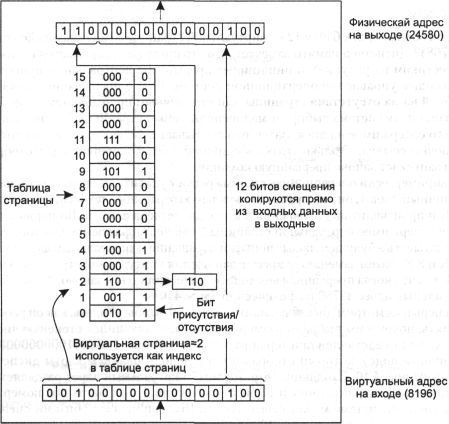 Физическай адрес
на выходе (24580)
1 1 0 0 0 0 0 0 0 0 0 0 1 0 0
15 000 0
14 000 0
13 000 0
12 000 0
11 111 1
10 000 0
9 101 1
8 000 0
7 000 0
6 000 0
5 011 1
4 100 1
3 000 1
2 110 1 110
1 001 1
0 010 1
Таблица
страницы
12 битов смещения
копируются прямо
из входных данных
в выходные
Бит
присутствия/
отсутствия
Виртуальная страница=2
используется как индекс
в таблице страниц
Виртуальный адрес
на входе (8196)
0 0 1 0 0 0 0 0 0 0 0 0 0 1 0 0